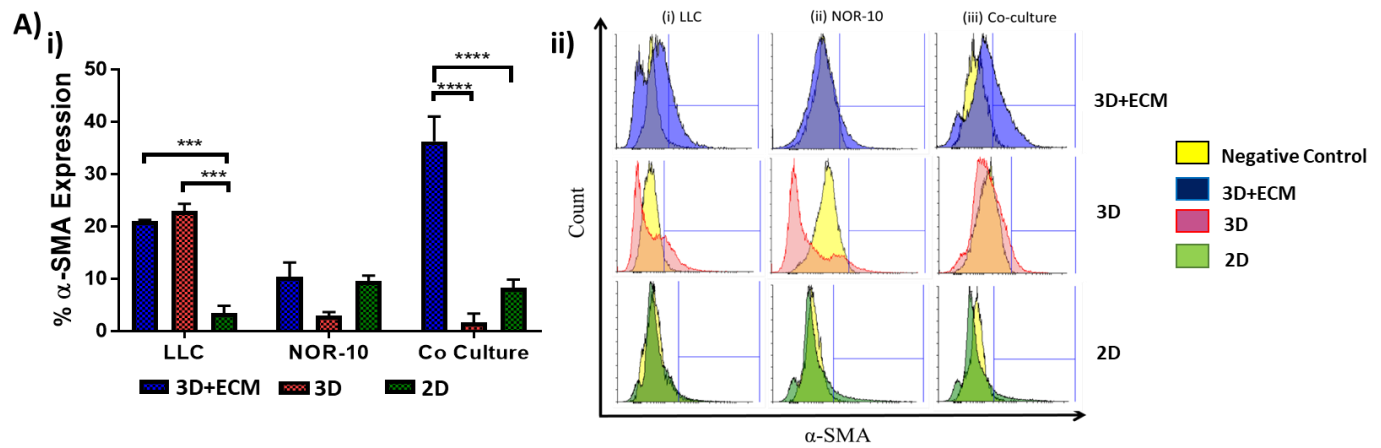 A)
i)
% α-SMA Expression
50
40
30
20
10
0
***
***
****
****
LLC
NOR-10
Co Culture
3D+ECM
3D
2D
ii)
(i) LLC
(ii) NOR-10
(iii) Co-culture
Count
3D+ECM
3D
2D
α-SMA
Negative Control
3D+ECM
3D
2D